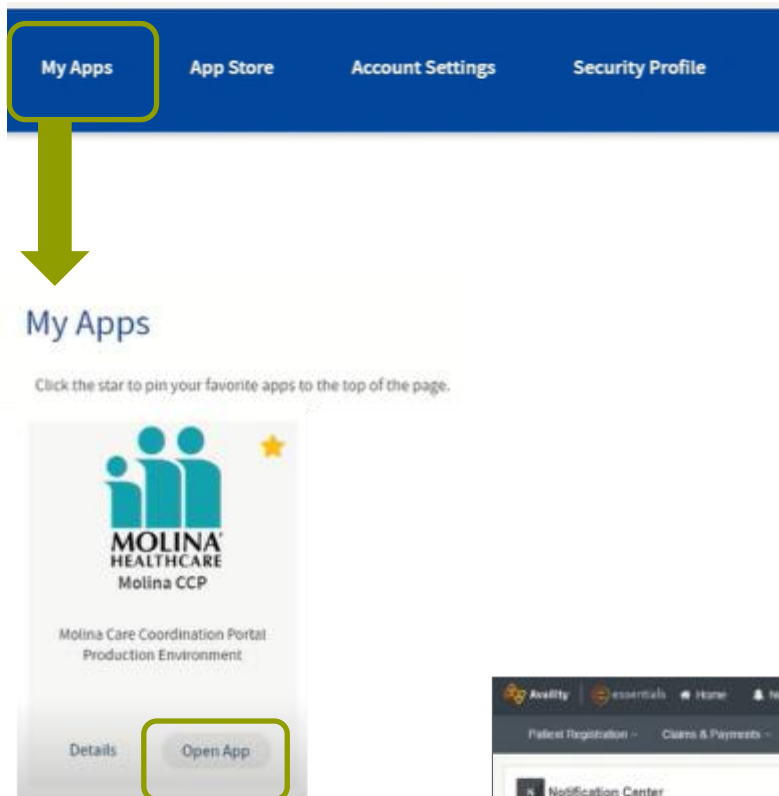 My Apps App Store Account Settings Security Profile
My Apps
Click the star to pin your favorite apps to the top of the page.
MOLINA
HEALTHCARE
Molina CCP
Molina Care Coordination Portal
Production Environment
Details Open App
Availity essentials Home
Patient Registration Claims & Payments
Notification Center